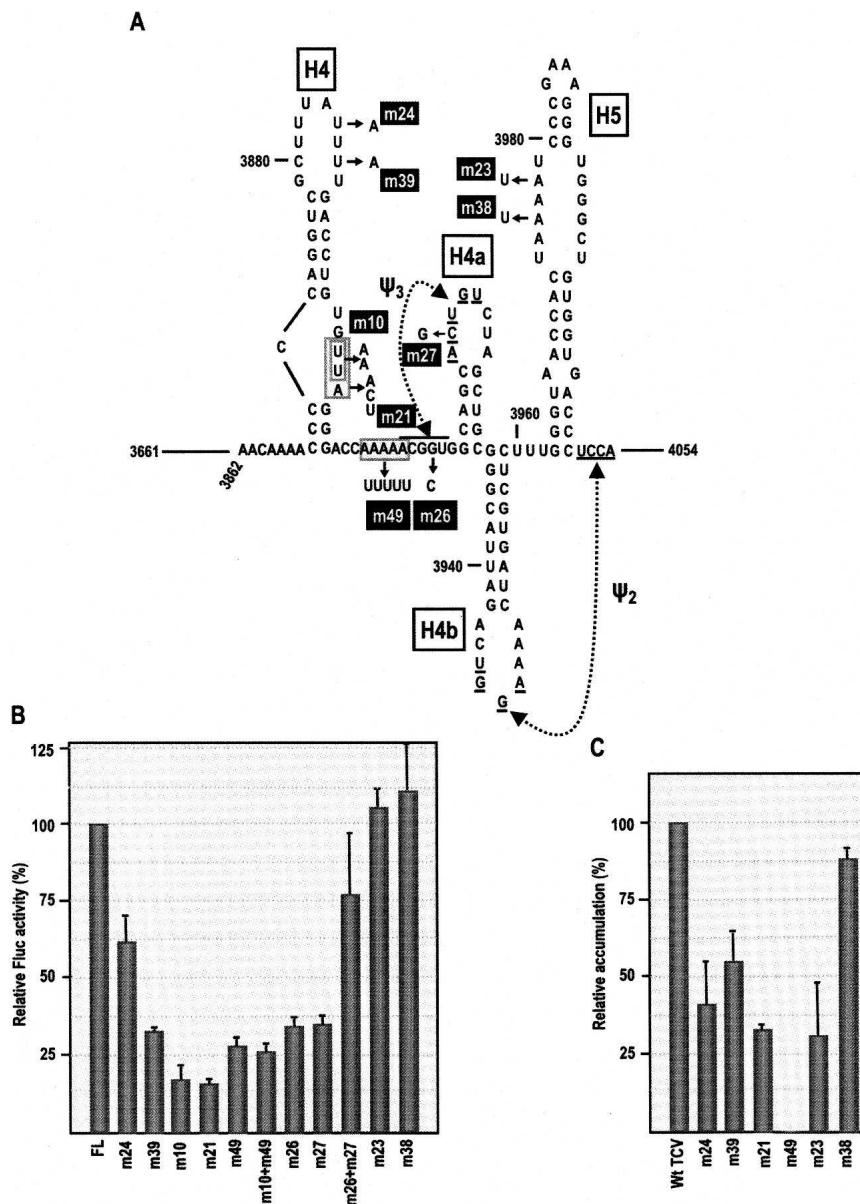 A
H4
U A
U U
U U
U U
3880 C U
G U
C G
U A
G C
G C
A U
C G
C
U
G
U
U
A
C G
C G
m24
A
m39
A
m10
A
A
A
C
U
m21
H5
A A
G A
C G
C G
C G
3980
U U
A G
A G
A G
A C
A U
U
C G
A U
C G
C G
A U
U G
G A
G C
G C
m23
U
m38
U
H4a
Ψ3
G U
U C
C U
A A
C G
G C
A U
C G
G
m27
3661
3862
AACAAAACGACCAAAAACGGUGGCGCUUUGGCUCCA
3960
4054
UUUUU
C
m49
m26
G U
G C
C G
A U
U G
3940 U A
A U
G C
A A
C A
U A
G A
G
H4b
Ψ2
B
Relative Fluc activity (%)
125
100
75
50
25
FL
m24
m39
m10
m21
m49
m10+m49
m26
m27
m26+m27
m23
m38
C
Relative accumulation (%)
100
75
50
25
Wt TCV
m24
m39
m21
m49
m23
m38